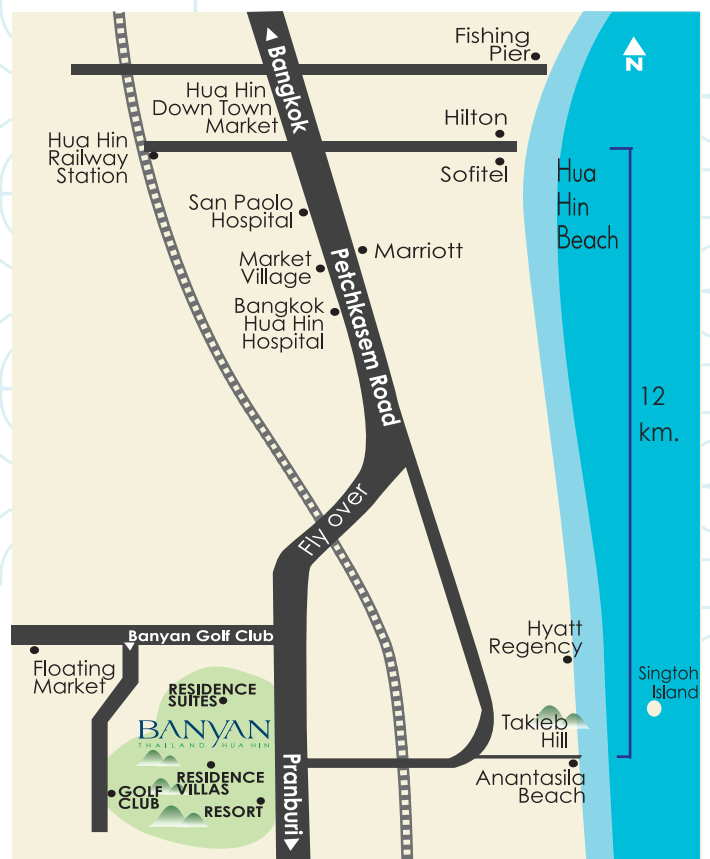 Fishing
Pier
N
Bangkok
Hua Hin
Down Town
Market
Hilton
Hua Hin
Railway
Station
Sofitel
Hua
Hin
Beach
San Paolo
Hospital
Marriott
Market
Village
Petchkasem Road
Bangkok
Hua Hin
Hospital
12
km.
Fly over
Banyan Golf Club
Hyatt
Regency
Floating
Market
Singtoh
Island
RESIDENCE
SUITES
Takieb
Hill
BANYAN
THAILAND HUA HIN
Pranburi
Anantasila
Beach
RESIDENCE
VILLAS
GOLF
CLUB
RESORT